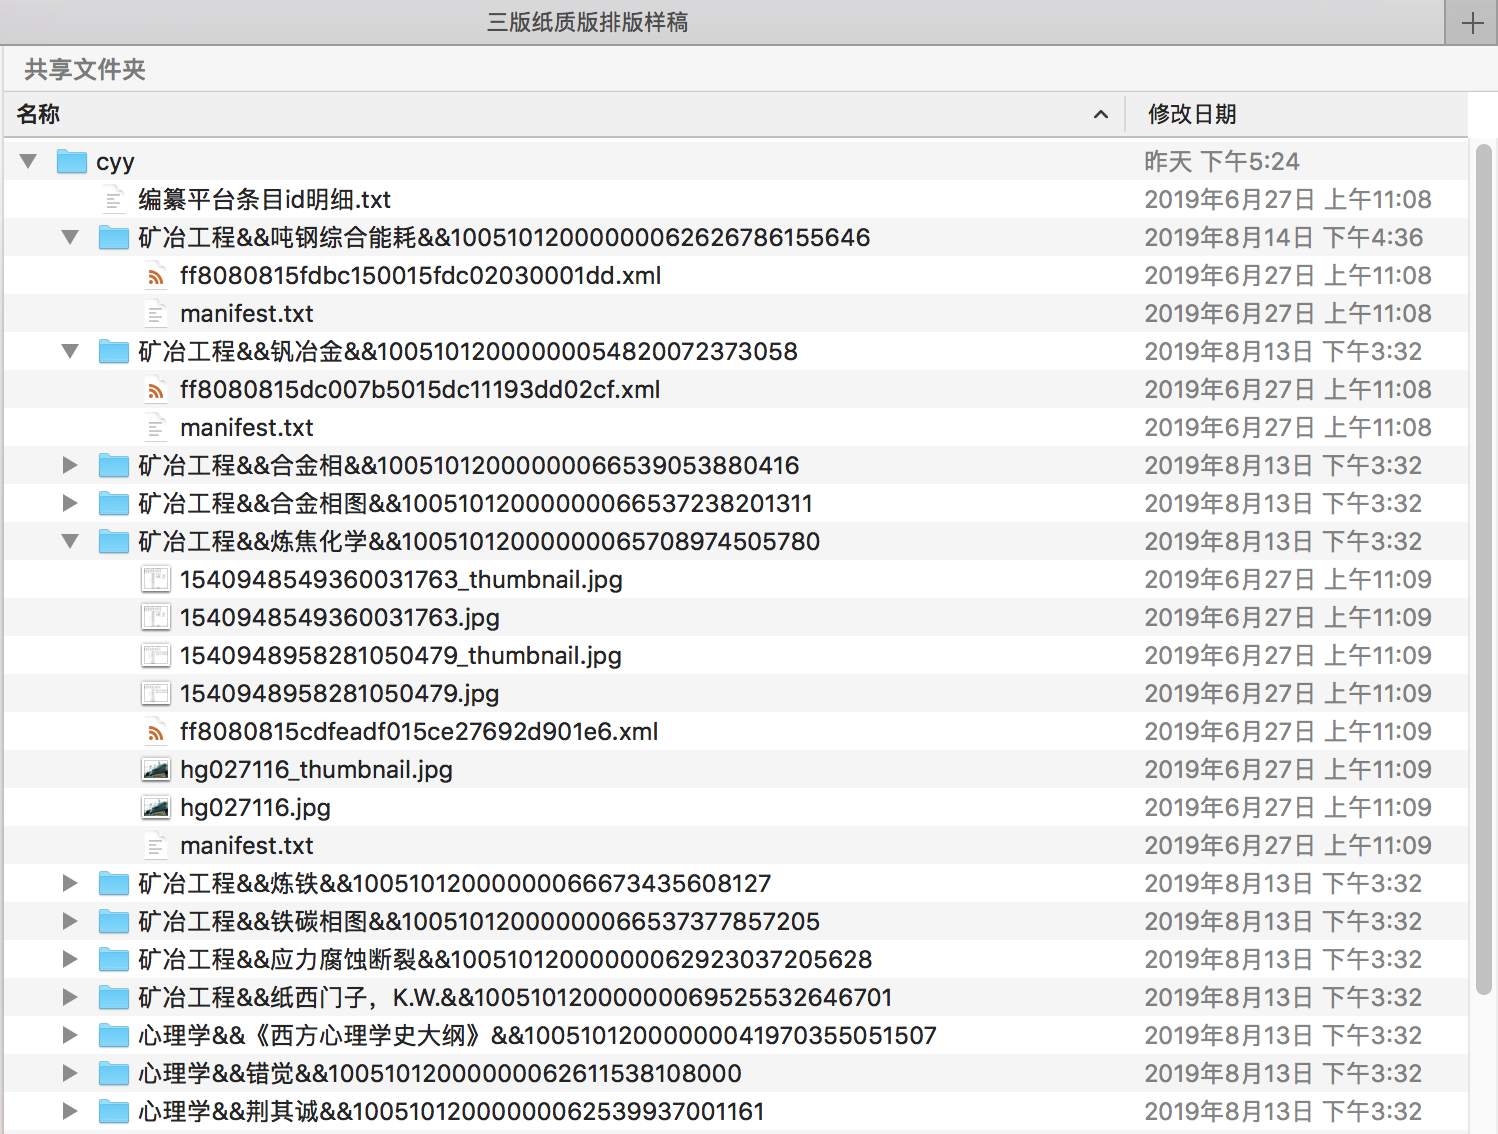 三版纸质版排版样稿
共享文件夹
名称 修改日期
cyy 昨天 下午5:24
编纂平台条目id明细.txt 2019年6月27日 上午11:08
矿冶工程&&吨钢综合能耗&&10051012000000062626786155646 2019年8月14日 下午4:36
ff8080815fdbc150015fdc02030001dd.xml 2019年6月27日 上午11:08
manifest.txt 2019年6月27日 上午11:08
矿冶工程&&钒冶金&&10051012000000054820072373058 2019年8月13日 下午3:32
ff8080815dc007b5015dc11193dd02cf.xml 2019年6月27日 上午11:08
manifest.txt 2019年6月27日 上午11:08
矿冶工程&&合金相&&10051012000000066539053880416 2019年8月13日 下午3:32
矿冶工程&&合金相图&&10051012000000066537238201311 2019年8月13日 下午3:32
矿冶工程&&炼焦化学&&10051012000000065708974505780 2019年8月13日 下午3:32
1540948549360031763_thumbnail.jpg 2019年6月27日 上午11:09
1540948549360031763.jpg 2019年6月27日 上午11:09
1540948958281050479_thumbnail.jpg 2019年6月27日 上午11:09
1540948958281050479.jpg 2019年6月27日 上午11:09
ff8080815cdfeadf015ce27692d901e6.xml 2019年6月27日 上午11:09
hg027116_thumbnail.jpg 2019年6月27日 上午11:09
hg027116.jpg 2019年6月27日 上午11:09
manifest.txt 2019年6月27日 上午11:09
矿冶工程&&炼铁&&10051012000000066673435608127 2019年8月13日 下午3:32
矿冶工程&&铁碳相图&&10051012000000066537377857205 2019年8月13日 下午3:32
矿冶工程&&应力腐蚀断裂&&10051012000000062923037205628 2019年8月13日 下午3:32
矿冶工程&&纸西门子，K.W.&&10051012000000069525532646701 2019年8月13日 下午3:32
心理学&&《西方心理学史大纲》&&10051012000000041970355051507 2019年8月13日 下午3:32
心理学&&错觉&&10051012000000062611538108000 2019年8月13日 下午3:32
心理学&&荆其诚&&10051012000000062539937001161 2019年8月13日 下午3:32